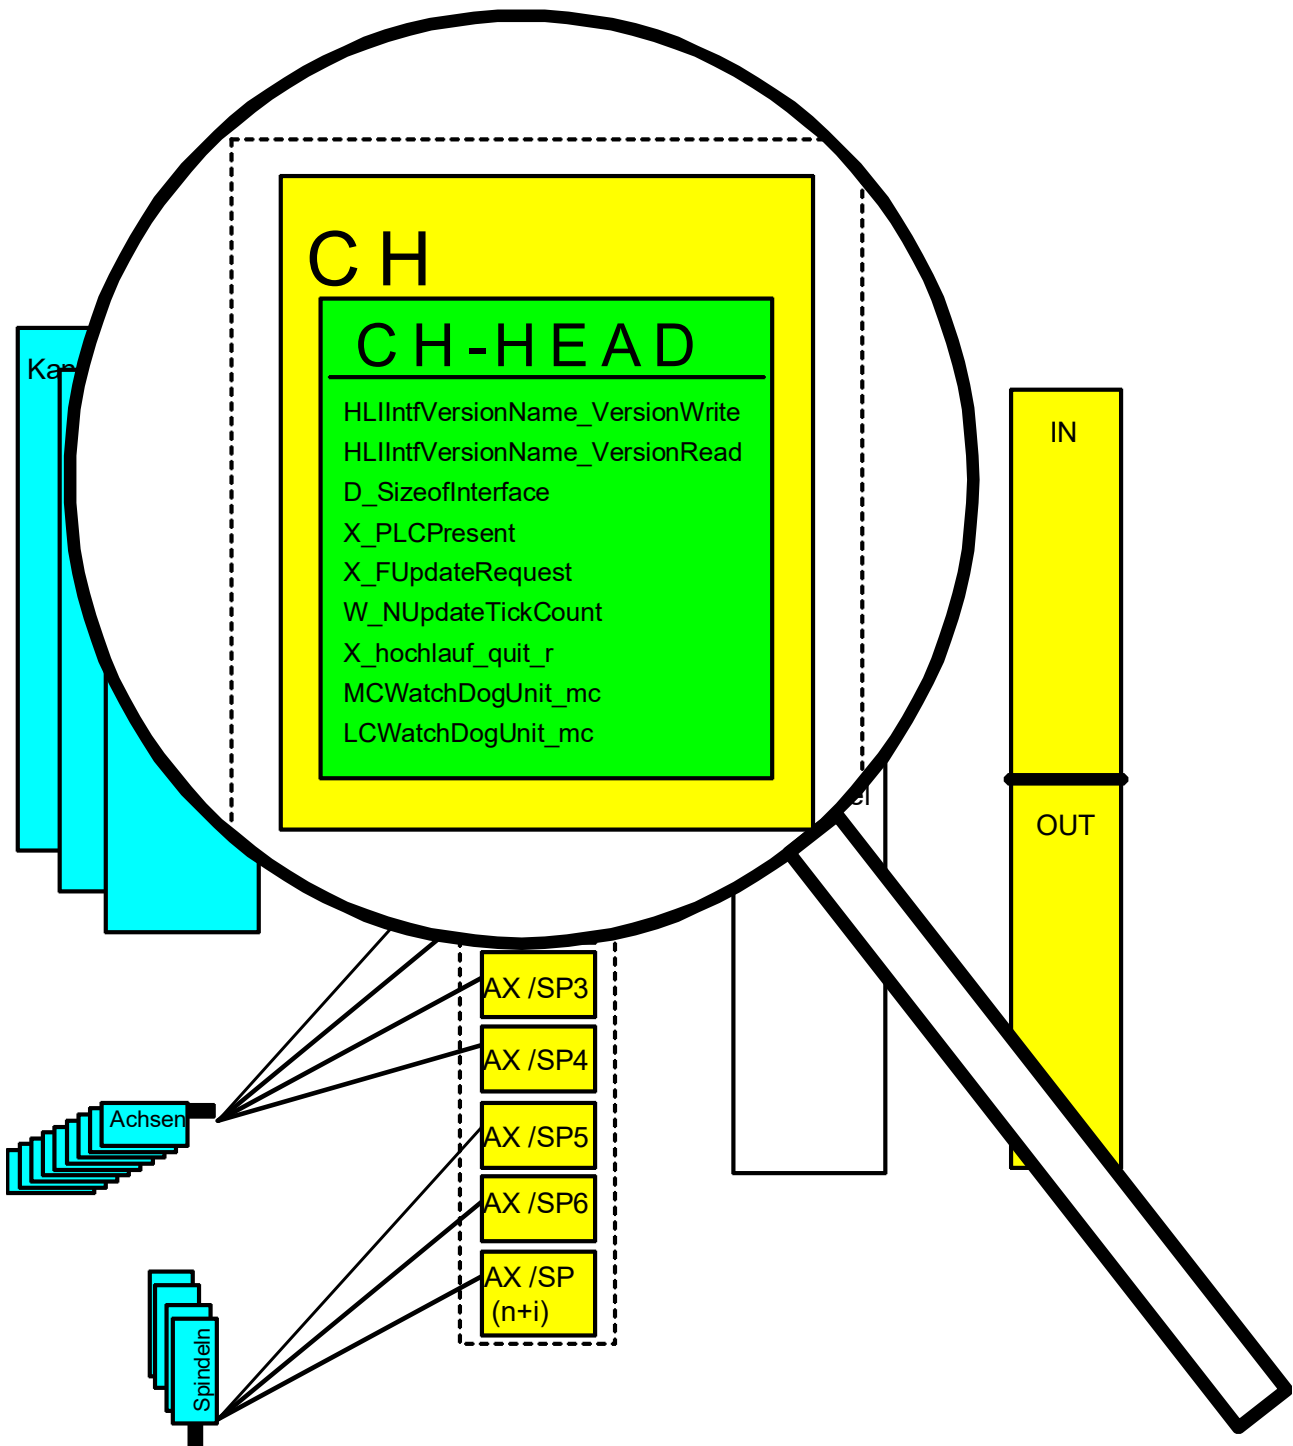 CH
CH-HEAD
HLIIntfVersionName_VersionWrite
HLIIntfVersionName_VersionRead
D_SizeofInterface
X_PLCPresent
X_FUpdateRequest
W_NUpdateTickCount
X_hochlauf_quit_r
MCWatchDogUnit_mc
LCWatchDogUnit_mc
IN
OUT
AX /SP3
AX /SP4
AX /SP5
AX /SP6
AX /SP
(n+i)
Achsen
Spindeln